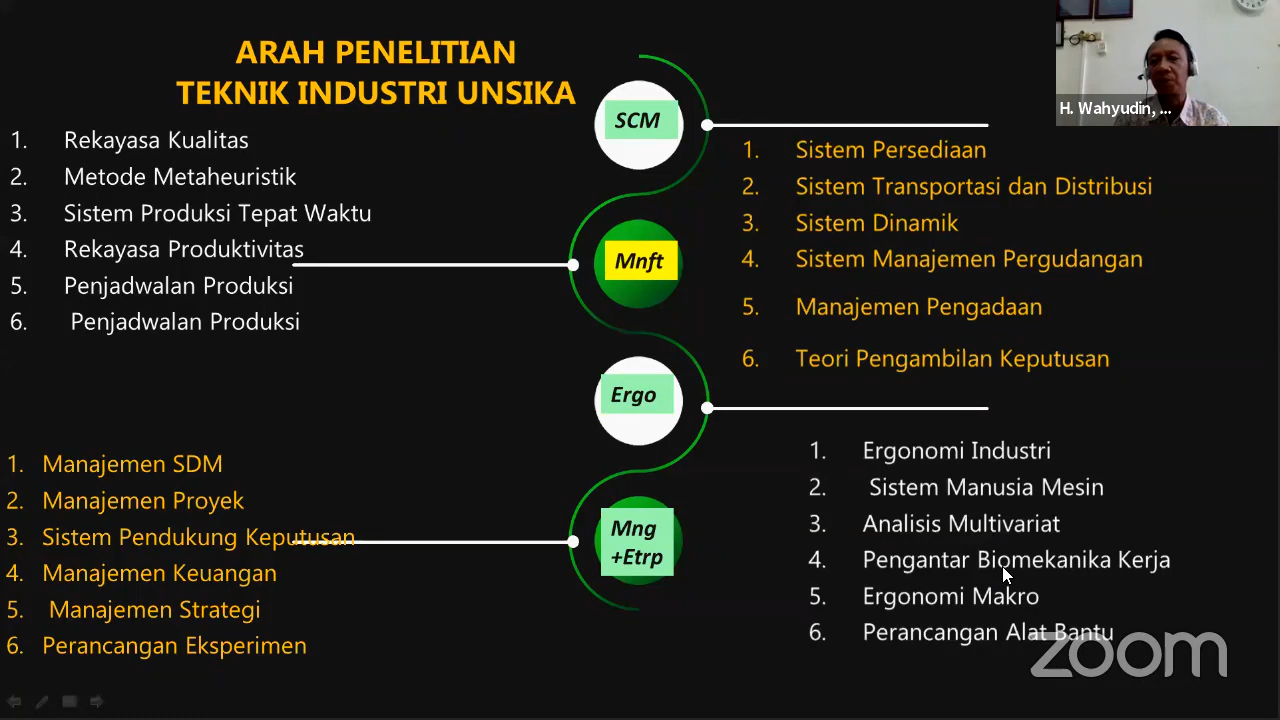 ARAH PENELITIAN
TEKNIK INDUSTRI UNSIKA
1. Rekayasa Kualitas
2. Metode Metaheuristik
3. Sistem Produksi Tepat Waktu
4. Rekayasa Produktivitas
5. Penjadwalan Produksi
6. Penjadwalan Produksi
SCM
1. Sistem Persediaan
2. Sistem Transportasi dan Distribusi
3. Sistem Dinamik
4. Sistem Manajemen Pergudangan
5. Manajemen Pengadaan
6. Teori Pengambilan Keputusan
Mnft
Ergo
1. Manajemen SDM
2. Manajemen Proyek
3. Sistem Pendukung Keputusan
4. Manajemen Keuangan
5. Manajemen Strategi
6. Perancangan Eksperimen
Mng
+Etrp
1. Ergonomi Industri
2. Sistem Manusia Mesin
3. Analisis Multivariat
4. Pengantar Biomekanika Kerja
5. Ergonomi Makro
6. Perancangan Alat Bantu
H. Wahyudin, ...
zoom